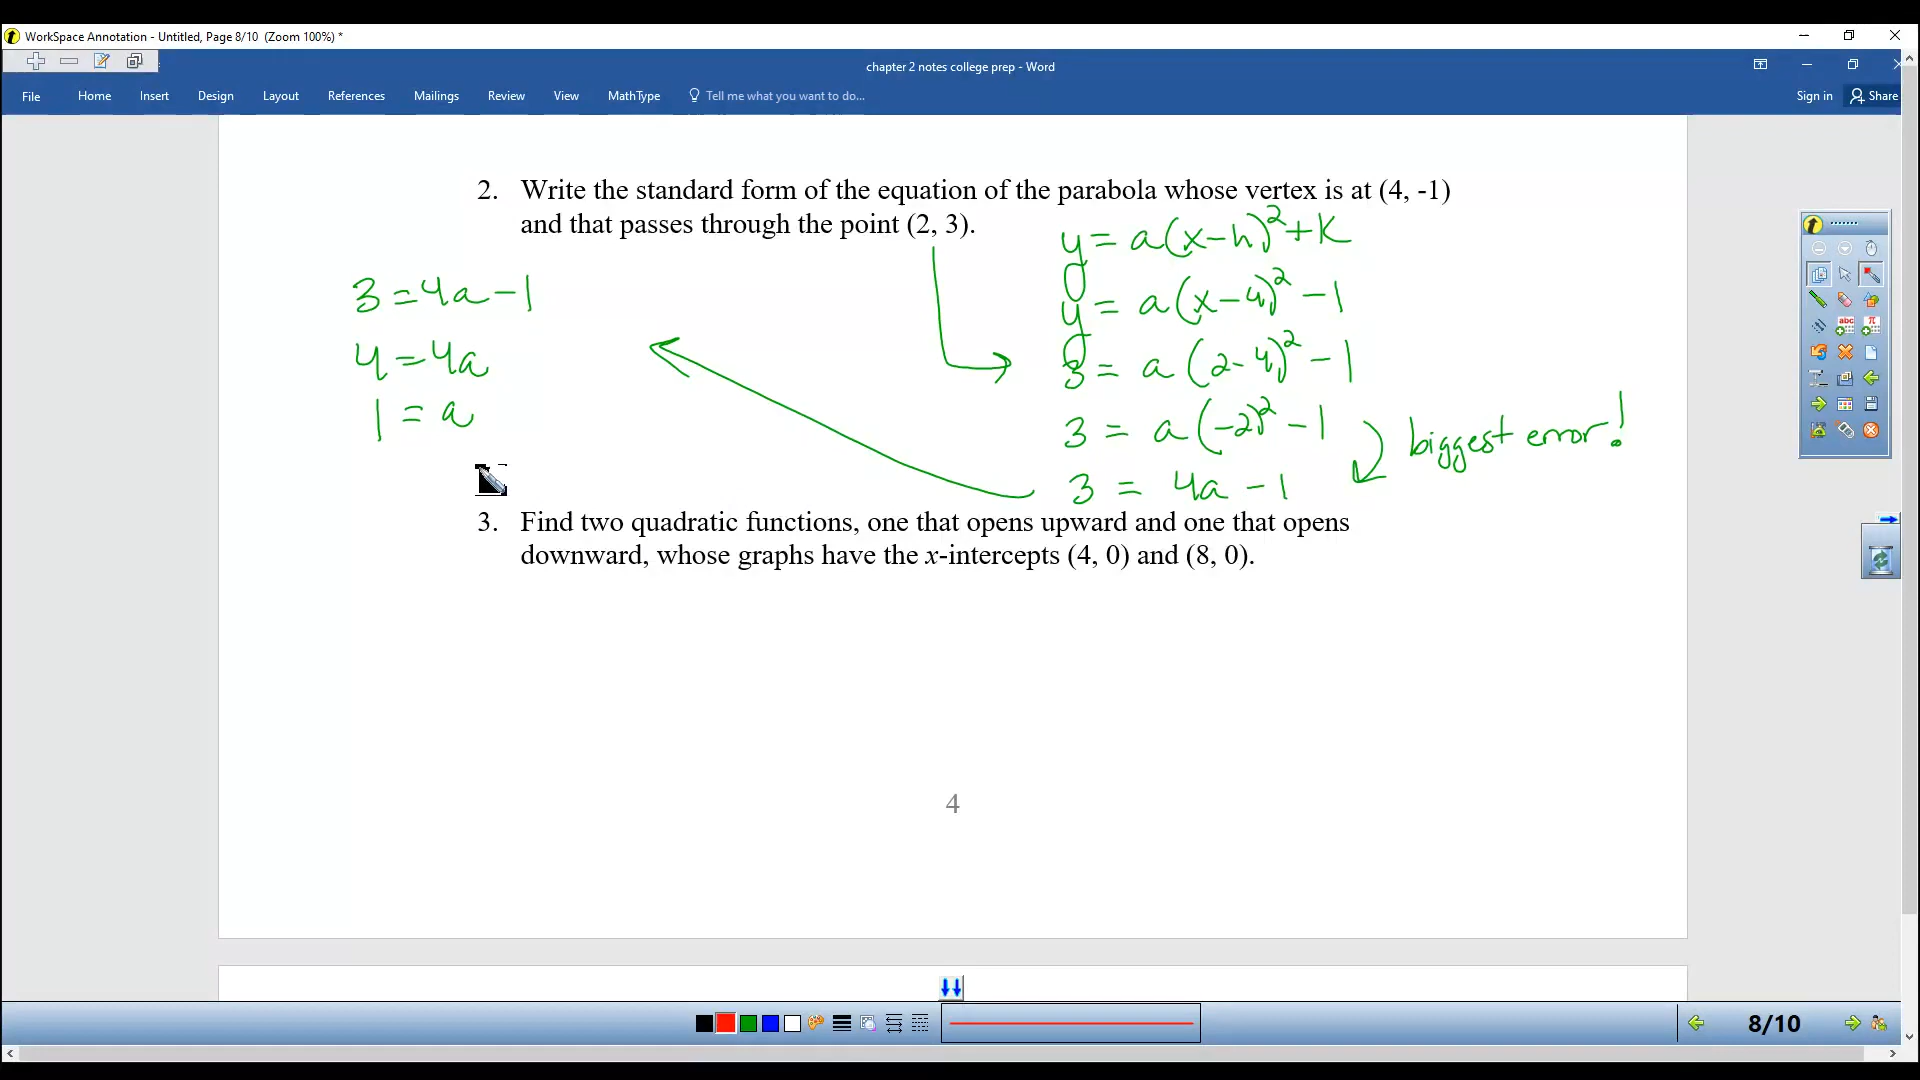 WorkSpace Annotation - Untitled, Page 8/10 (Zoom 100%) *
chapter 2 notes college prep - Word
File Home Insert Design Layout References Mailings Review View MathType Tell me what you want to do... Sign in Share
2. Write the standard form of the equation of the parabola whose vertex is at (4, -1)
and that passes through the point (2, 3).
y = a(x-h)²+k
y = a(x-4)² -1
3 = a(2-4)² -1
3 = a(-2)² -1
biggest error!
3 = 4a -1
3 = 4a -1
4 = 4a
1 = a
3. Find two quadratic functions, one that opens upward and one that opens
downward, whose graphs have the x-intercepts (4, 0) and (8, 0).
4
8/10